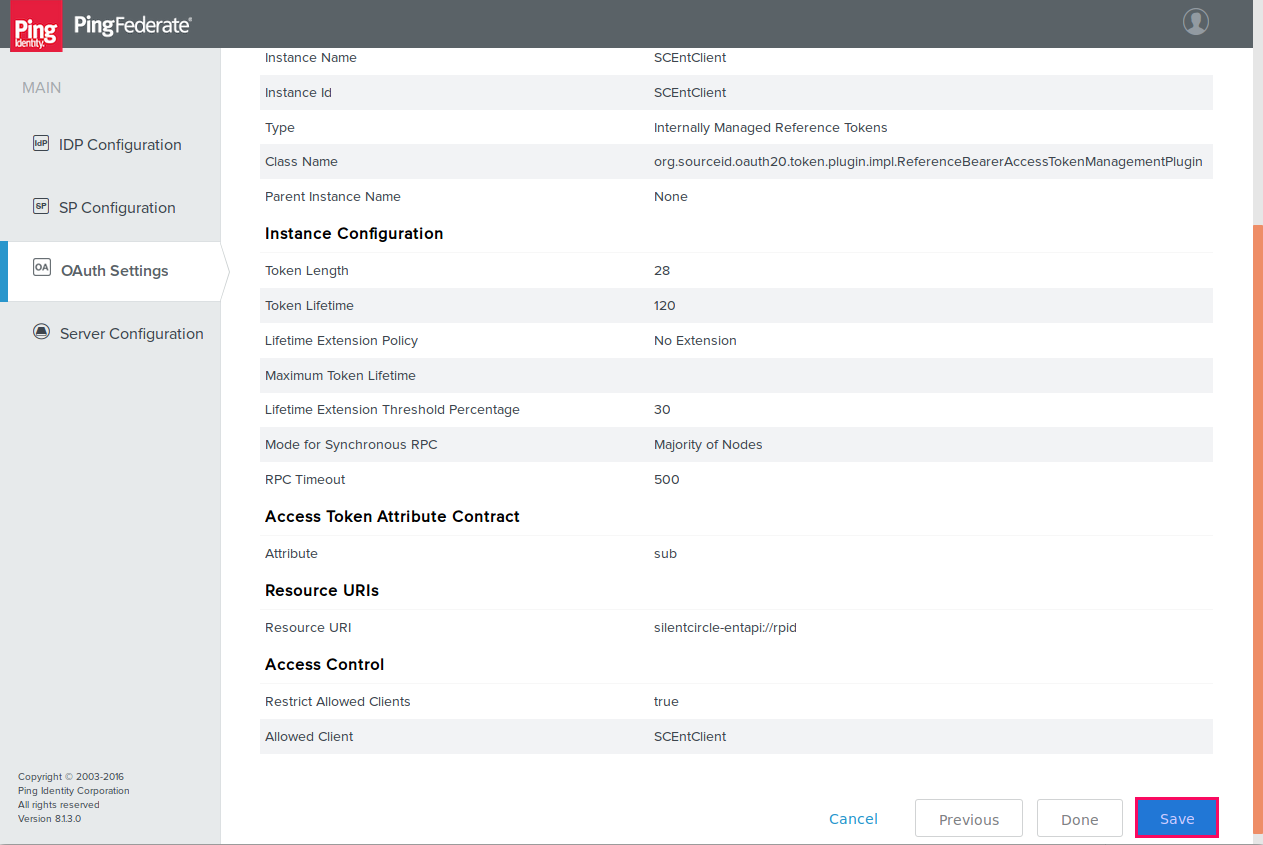 Ping
Identity.
PingFederate®
MAIN
IdP IDP Configuration
SP SP Configuration
OA OAuth Settings
Server Configuration
Instance Name SCEntClient
Instance Id SCEntClient
Type Internally Managed Reference Tokens
Class Name org.sourceid.oauth20.token.plugin.impl.ReferenceBearerAccessTokenManagementPlugin
Parent Instance Name None
Instance Configuration
Token Length 28
Token Lifetime 120
Lifetime Extension Policy No Extension
Maximum Token Lifetime
Lifetime Extension Threshold Percentage 30
Mode for Synchronous RPC Majority of Nodes
RPC Timeout 500
Access Token Attribute Contract
Attribute sub
Resource URIs
Resource URI silentcircle-entapi://rpid
Access Control
Restrict Allowed Clients true
Allowed Client SCEntClient
Copyright © 2003-2016
Ping Identity Corporation
All rights reserved
Version 8.1.3.0
Cancel Previous Done Save